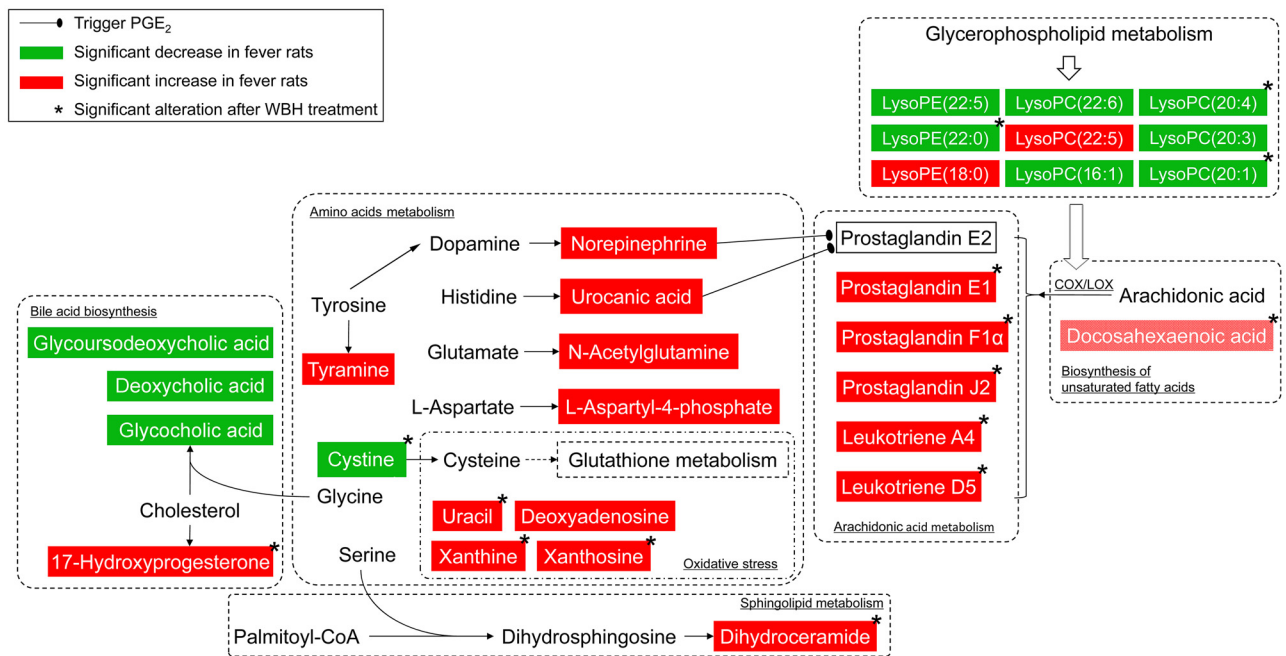 Trigger PGE2
Significant decrease in fever rats
Significant increase in fever rats
* Significant alteration after WBH treatment
Glycerophospholipid metabolism
LysoPE(22:5) LysoPC(22:6) LysoPC(20:4) *
LysoPE(22:0) * LysoPC(22:5) LysoPC(20:3)
LysoPE(18:0) LysoPC(16:1) LysoPC(20:1) *
Amino acids metabolism
Dopamine Norepinephrine
Tyrosine
Histidine Urocanic acid
Tyramine
Glutamate N-Acetylglutamine
L-Aspartate L-Aspartyl-4-phosphate
Cystine *
Cysteine Glutathione metabolism
Glycine
Uracil * Deoxyadenosine
Xanthine * Xanthosine *
Oxidative stress
Serine
Bile acid biosynthesis
Glycoursodeoxycholic acid
Deoxycholic acid
Glycocholic acid
Cholesterol
17-Hydroxyprogesterone *
Prostaglandin E2
Prostaglandin E1 *
Prostaglandin F1α *
Prostaglandin J2 *
Leukotriene A4 *
Leukotriene D5 *
Arachidonic acid metabolism
COX/LOX
Arachidonic acid
Docosahexaenoic acid *
Biosynthesis of
unsaturated fatty acids
Sphingolipid metabolism
Palmitoyl-CoA Dihydrosphingosine Dihydroceramide *